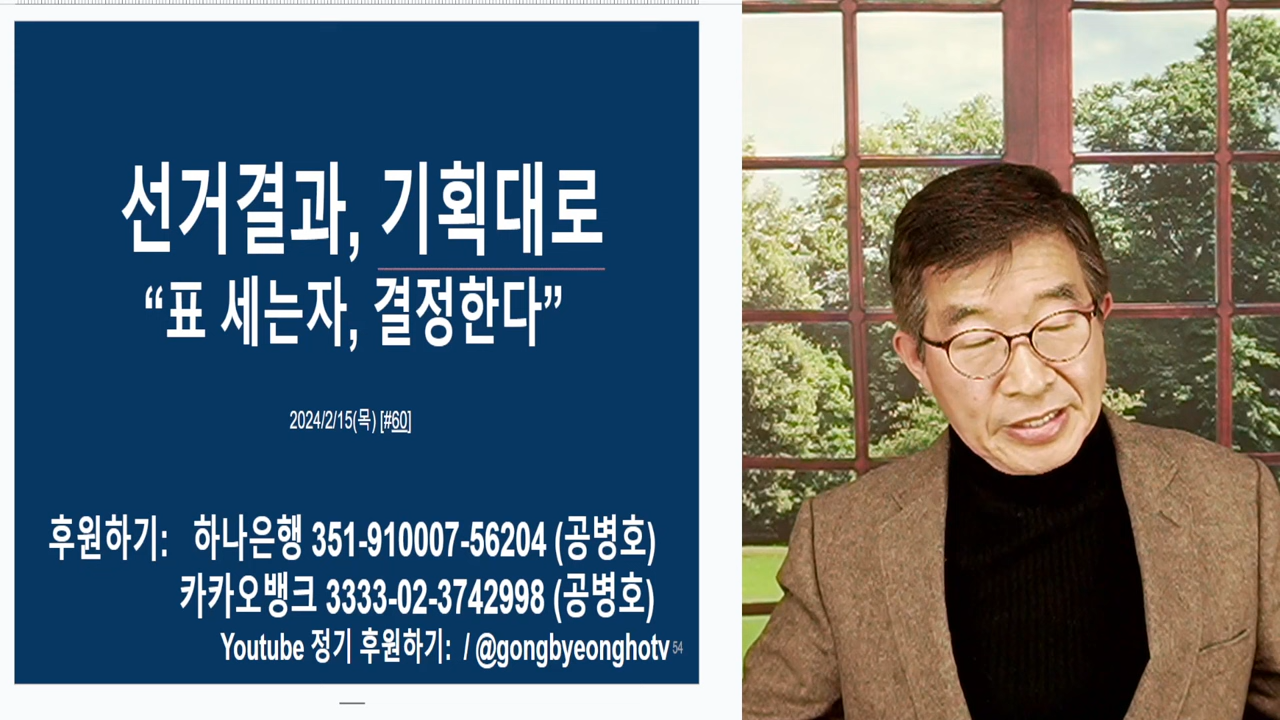 선거결과, 기획대로
“표 세는자, 결정한다”
2024/2/15(목) [#60]
후원하기: 하나은행 351-910007-56204 (공병호)
카카오뱅크 3333-02-3742998 (공병호)
Youtube 정기 후원하기: / @gongbyeonghotv 54